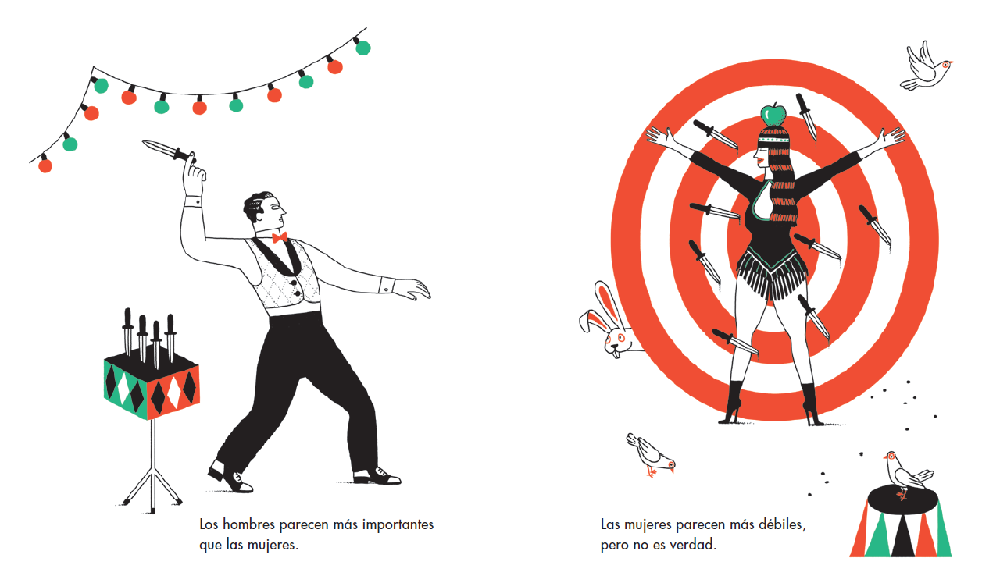 Los hombres parecen más importantes
que las mujeres.
Las mujeres parecen más débiles,
pero no es verdad.